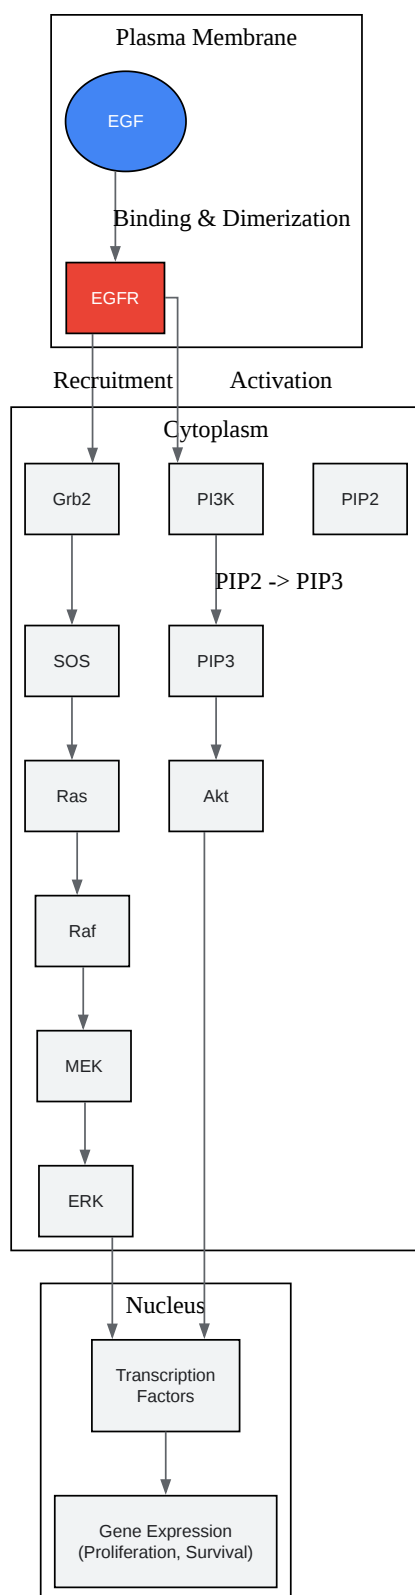 Plasma Membrane
EGF
Binding & Dimerization
EGFR
Recruitment
Activation
Cytoplasm
Grb2
PI3K
PIP2
PIP2 -> PIP3
SOS
PIP3
Ras
Akt
Raf
MEK
ERK
Nucleus
Transcription
Factors
Gene Expression
(Proliferation, Survival)